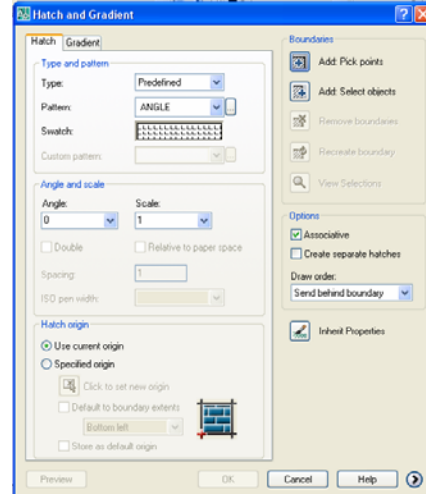 Hatch and Gradient
Hatch Gradient
Type and pattern
Type: Predefined
Pattern: ANGLE
Swatch:
Custom pattern:
Angle and scale
Angle: Scale:
0 1
Double Relative to paper space
Spacing: 1
ISO pen width:
Hatch origin
Use current origin
Specified origin
Click to set new origin
Default to boundary extents
Bottom left
Store as default origin
Boundaries
Add: Pick points
Add: Select objects
Remove boundaries
Recreate boundary
View Selections
Options
Associative
Create separate hatches
Draw order:
Send behind boundary
Inherit Properties
Preview OK Cancel Help